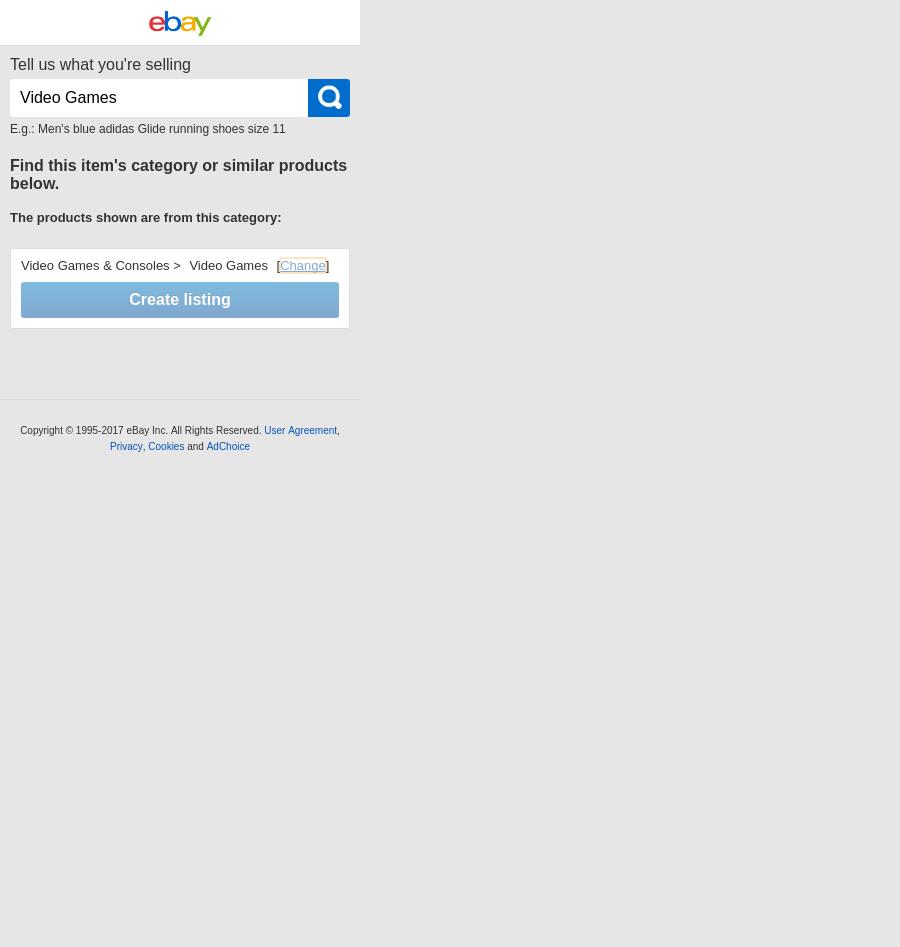 ebay
Tell us what you're selling
Video Games
E.g.: Men's blue adidas Glide running shoes size 11
Find this item's category or similar products
below.
The products shown are from this category:
Video Games & Consoles > Video Games [Change]
Create listing
Copyright © 1995-2017 eBay Inc. All Rights Reserved. User Agreement,
Privacy, Cookies and AdChoice